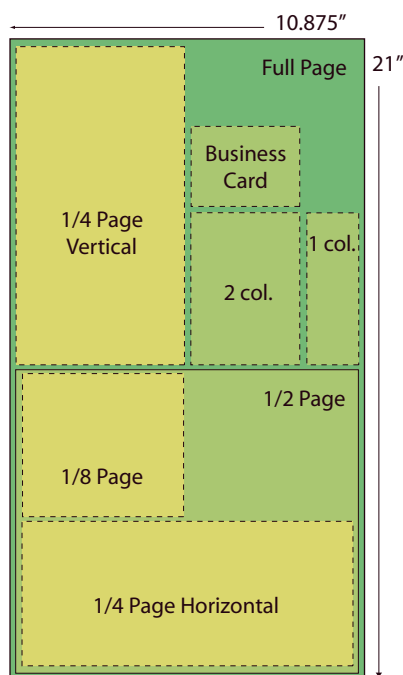 10.875”
Full Page
21”
Business
Card
1/4 Page
Vertical
1 col.
2 col.
1/2 Page
1/8 Page
1/4 Page Horizontal